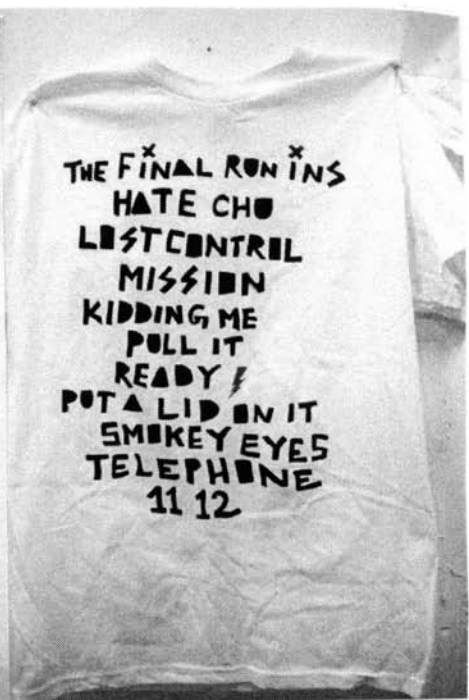 THE FINAL RUN INS
HATE CHU
LOST CONTROL
MISSION
KIDDING ME
PULL IT
READY
PUT A LID ON IT
SMOKEY EYES
TELEPHONE
11 12